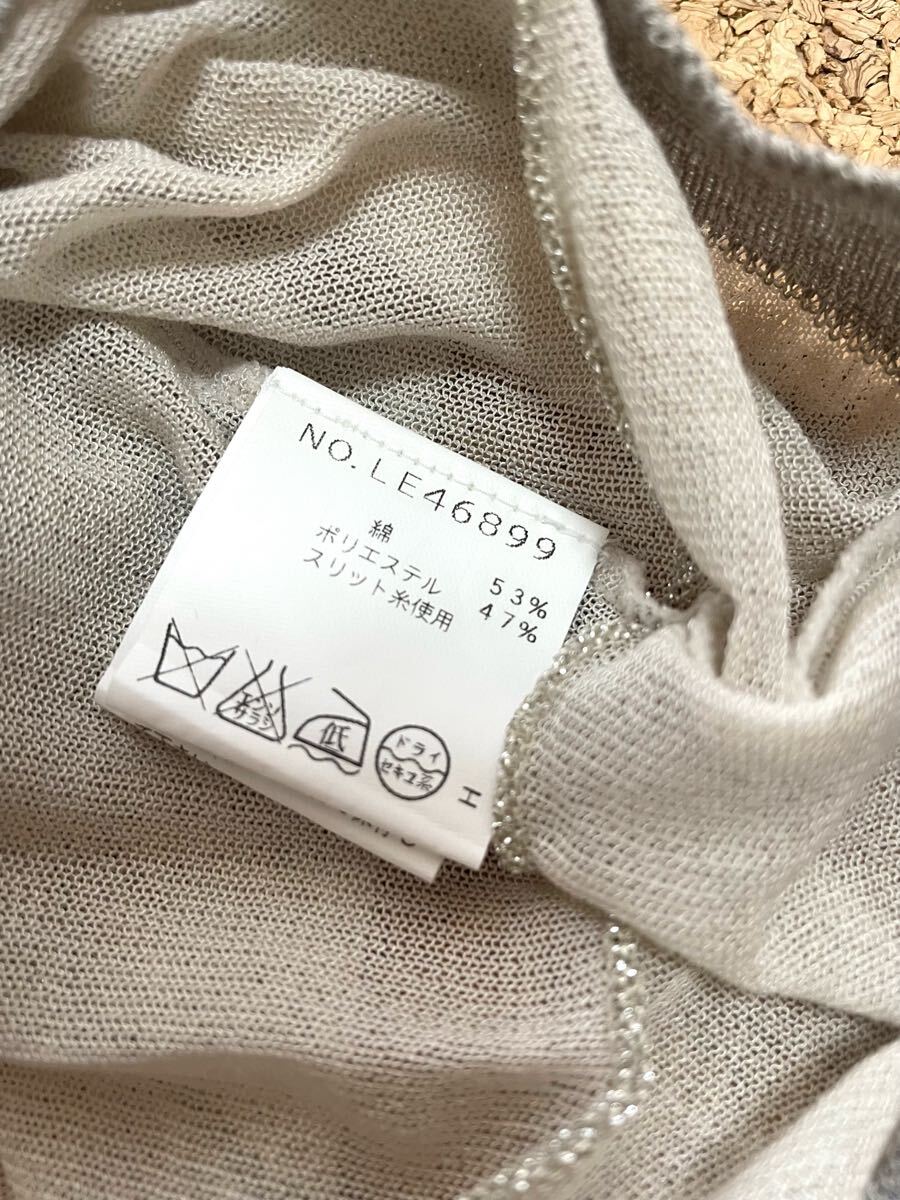 NO.LE46899
綿 53%
ポリエステル 47%
スリット糸使用
エンソ
サラシ
低
ドライ
セキユ系
エ